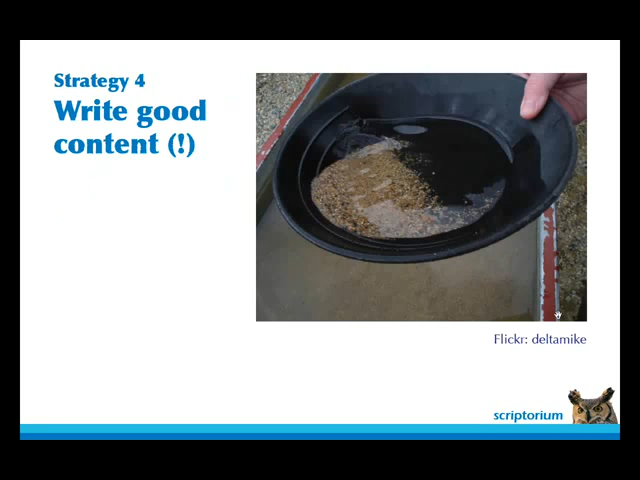 Strategy 4
Write good
content (!)
Flickr: deltamike
scriptorium